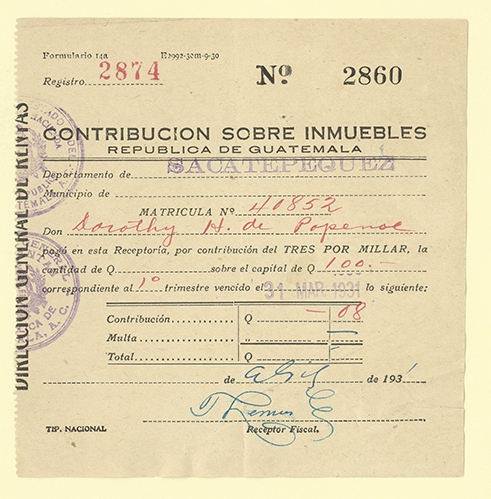 Formulario 14a E2992-3cm-9-30
Registro 2874 Nº 2860
DIRECCION GENERAL DE RENTAS
CONTRIBUCION SOBRE INMUEBLES
REPUBLICA DE GUATEMALA
Departamento de SACATEPEQUEZ
Municipio de
MATRICULA Nº 40852
Don Dorothy H. de Popenoe
pagó en esta Receptoría, por contribución del TRES POR MILLAR, la
cantidad de Q sobre el capital de Q 100.-
correspondiente al 1º trimestre vencido el 31 MAR. 1931 lo siguiente:
Contribución Q -08
Multa „
Total Q
de abril de 1931
Receptor Fiscal.
TIP. NACIONAL